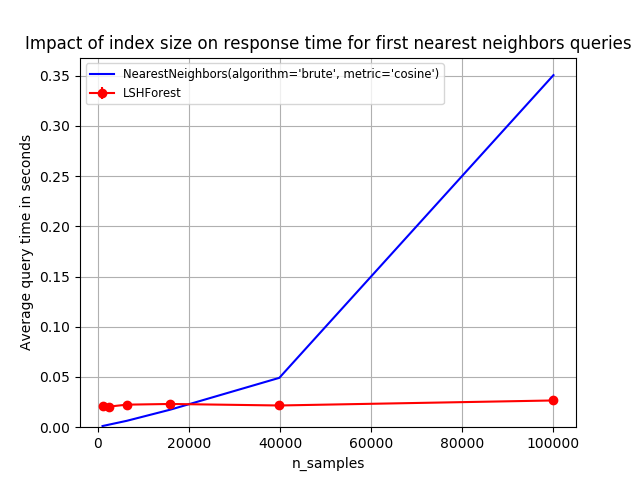 Impact of index size on response time for first nearest neighbors queries
NearestNeighbors(algorithm='brute', metric='cosine')
LSHForest
Average query time in seconds
0.35
0.30
0.25
0.20
0.15
0.10
0.05
0.00
0 20000 40000 60000 80000 100000
n_samples